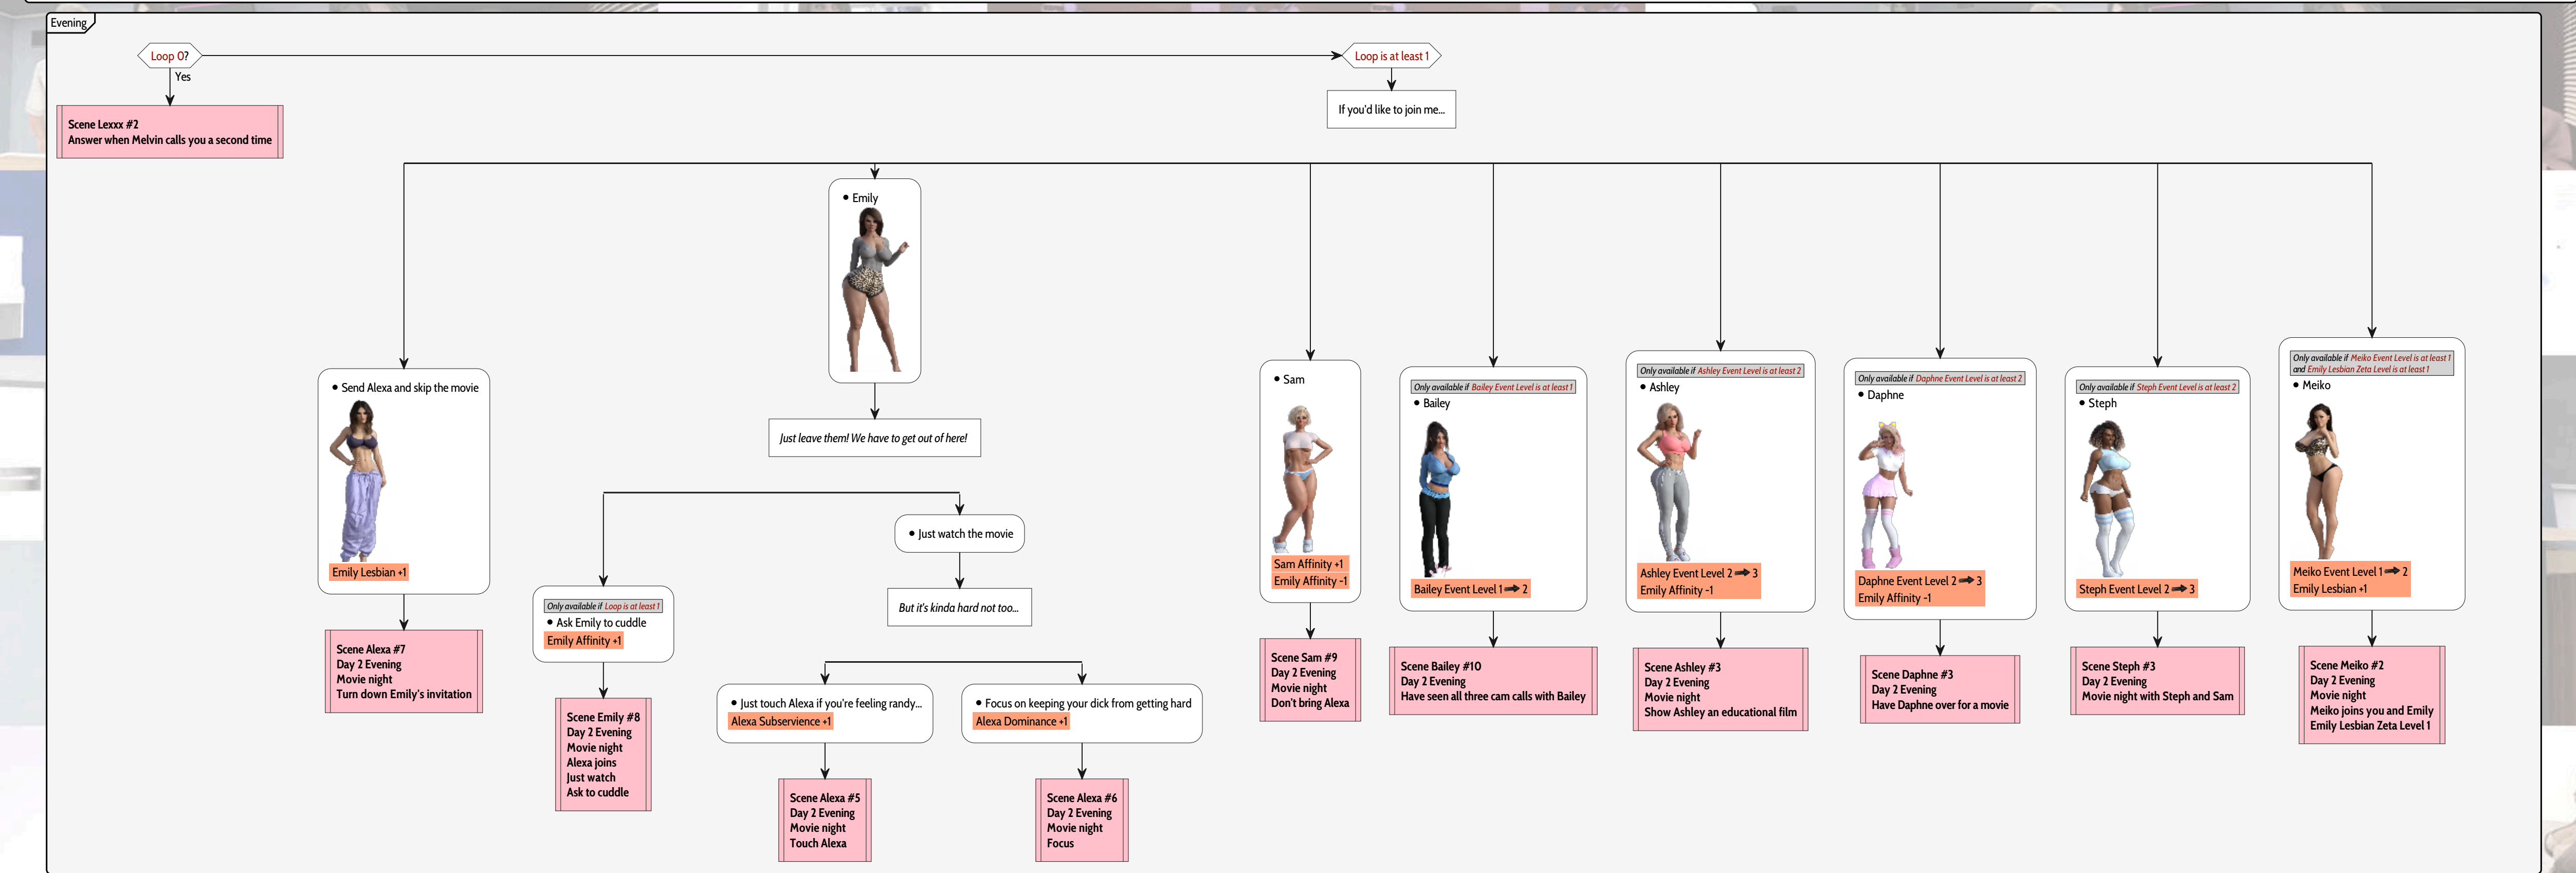 Evening
Loop 0?
Yes
Scene Lexxx #2
Answer when Melvin calls you a second time
Loop is at least 1
If you'd like to join me...
Send Alexa and skip the movie
Emily Lesbian +1
Scene Alexa #7
Day 2 Evening
Movie night
Turn down Emily's invitation
Emily
Just leave them! We have to get out of here!
Only available if Loop is at least 1
Ask Emily to cuddle
Emily Affinity +1
Scene Emily #8
Day 2 Evening
Movie night
Alexa joins
Just watch
Ask to cuddle
Just watch the movie
But it's kinda hard not too...
Just touch Alexa if you're feeling randy...
Alexa Subservience +1
Scene Alexa #5
Day 2 Evening
Movie night
Touch Alexa
Focus on keeping your dick from getting hard
Alexa Dominance +1
Scene Alexa #6
Day 2 Evening
Movie night
Focus
Sam
Sam Affinity +1
Emily Affinity -1
Scene Sam #9
Day 2 Evening
Movie night
Don't bring Alexa
Only available if Bailey Event Level is at least 1
Bailey
Bailey Event Level 1 ➡ 2
Scene Bailey #10
Day 2 Evening
Have seen all three cam calls with Bailey
Only available if Ashley Event Level is at least 2
Ashley
Ashley Event Level 2 ➡ 3
Emily Affinity -1
Scene Ashley #3
Day 2 Evening
Movie night
Show Ashley an educational film
Only available if Daphne Event Level is at least 2
Daphne
Daphne Event Level 2 ➡ 3
Emily Affinity -1
Scene Daphne #3
Day 2 Evening
Have Daphne over for a movie
Only available if Steph Event Level is at least 2
Steph
Steph Event Level 2 ➡ 3
Scene Steph #3
Day 2 Evening
Movie night with Steph and Sam
Only available if Meiko Event Level is at least 1
and Emily Lesbian Zeta Level is at least 1
Meiko
Meiko Event Level 1 ➡ 2
Emily Lesbian +1
Scene Meiko #2
Day 2 Evening
Movie night
Meiko joins you and Emily
Emily Lesbian Zeta Level 1